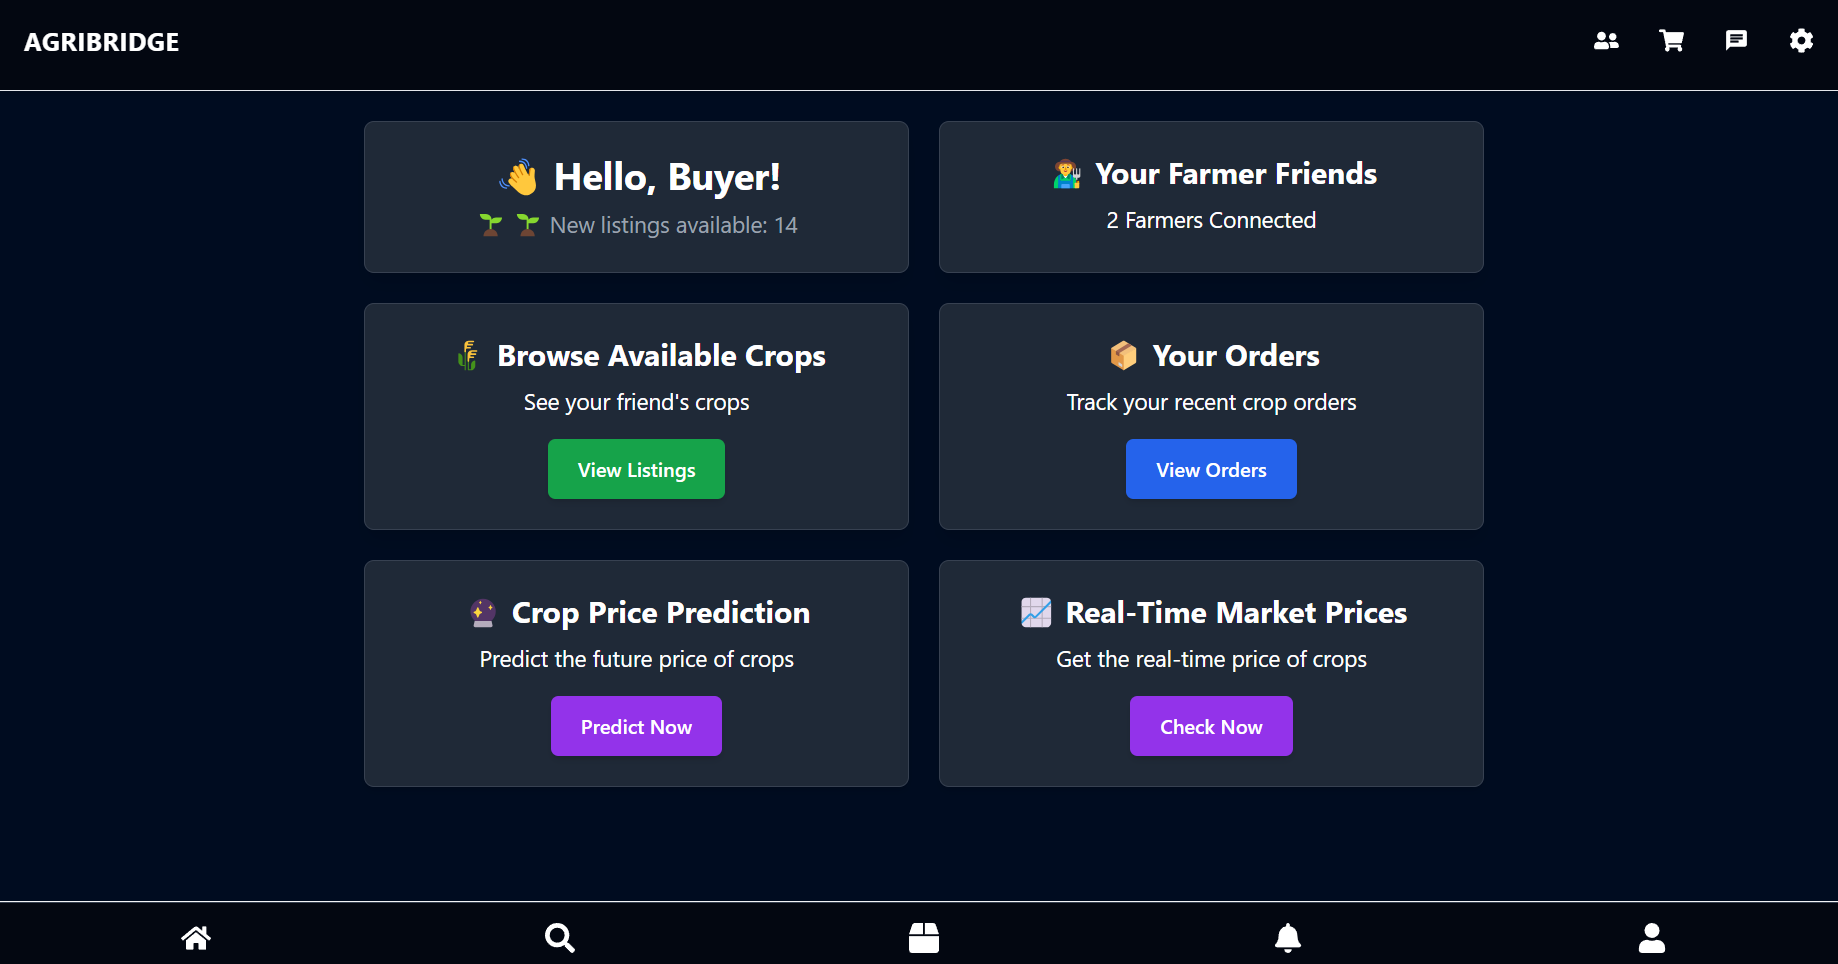 AGRIBRIDGE
Hello, Buyer!
New listings available: 14
Your Farmer Friends
2 Farmers Connected
Browse Available Crops
See your friend's crops
View Listings
Your Orders
Track your recent crop orders
View Orders
Crop Price Prediction
Predict the future price of crops
Predict Now
Real-Time Market Prices
Get the real-time price of crops
Check Now